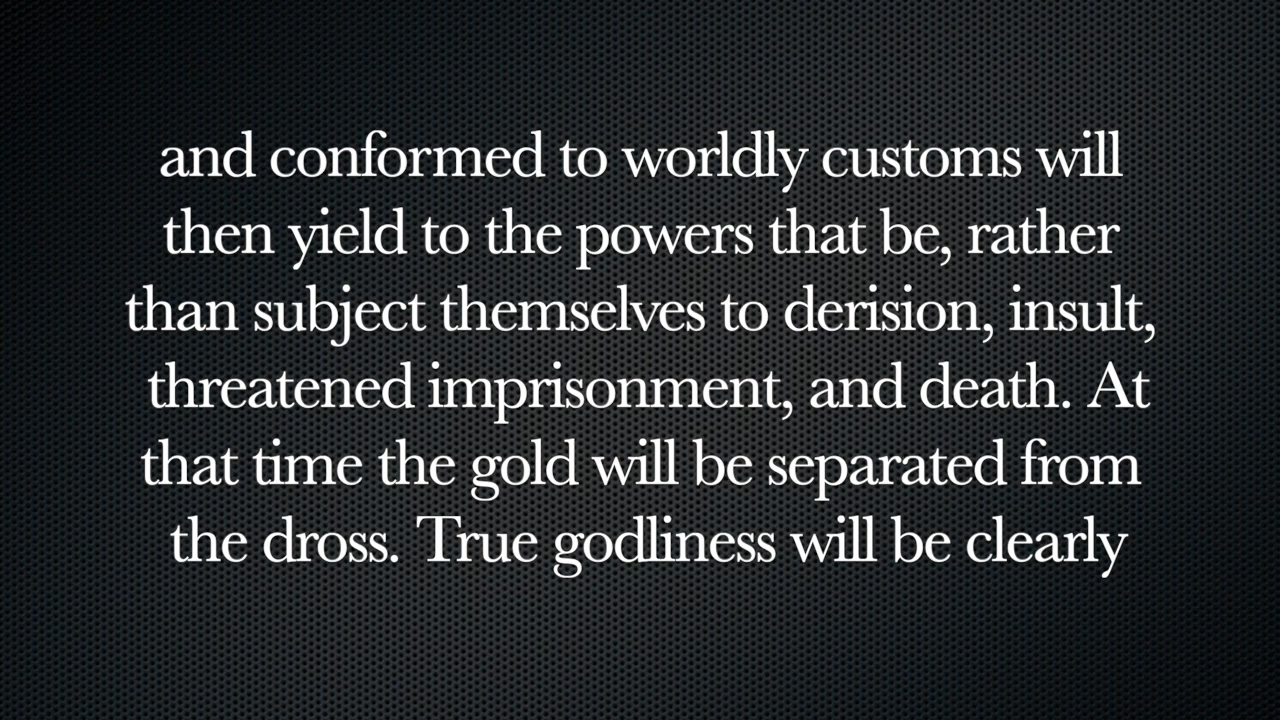 and conformed to worldly customs will
then yield to the powers that be, rather
than subject themselves to derision, insult,
threatened imprisonment, and death. At
that time the gold will be separated from
the dross. True godliness will be clearly